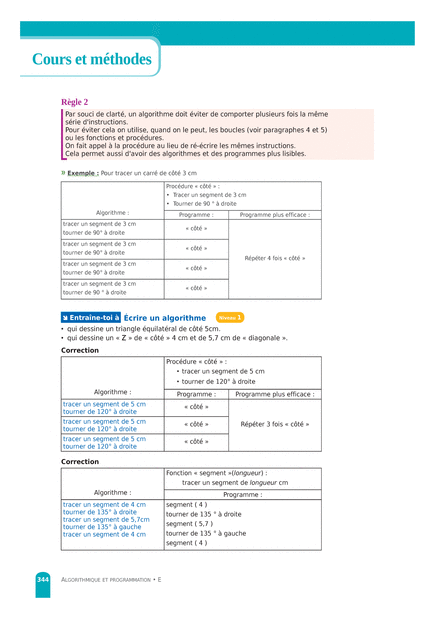 Cours et méthodes
Règle 2
Par souci de clarté, un algorithme doit éviter de comporter plusieurs fois la même
série d'instructions.
Pour éviter cela on utilise, quand on le peut, les boucles (voir paragraphes 4 et 5)
ou les fonctions et procédures.
On fait appel à la procédure au lieu de ré-écrire les mêmes instructions.
Cela permet aussi d'avoir des algorithmes et des programmes plus lisibles.
» Exemple : Pour tracer un carré de côté 3 cm
Procédure « côté » :
• Tracer un segment de 3 cm
• Tourner de 90° à droite
Algorithme :
Programme :
Programme plus efficace :
tracer un segment de 3 cm
tourner de 90° à droite
« côté »
tracer un segment de 3 cm
tourner de 90° à droite
« côté »
tracer un segment de 3 cm
tourner de 90° à droite
« côté »
tracer un segment de 3 cm
tourner de 90 ° à droite
« côté »
Répéter 4 fois « côté »
Entraîne-toi à Écrire un algorithme Niveau 1
• qui dessine un triangle équilatéral de côté 5cm.
• qui dessine un « Z » de « côté » 4 cm et de 5,7 cm de « diagonale ».
Correction
Procédure « côté » :
• tracer un segment de 5 cm
• tourner de 120° à droite
Algorithme :
Programme :
Programme plus efficace :
tracer un segment de 5 cm
tourner de 120° à droite
« côté »
tracer un segment de 5 cm
tourner de 120° à droite
« côté »
tracer un segment de 5 cm
tourner de 120° à droite
« côté »
Répéter 3 fois « côté »
Correction
Fonction « segment »(longueur) :
tracer un segment de longueur cm
Algorithme :
Programme :
tracer un segment de 4 cm
tourner de 135° à droite
tracer un segment de 5,7cm
tourner de 135° à gauche
tracer un segment de 4 cm
segment ( 4 )
tourner de 135 ° à droite
segment ( 5,7 )
tourner de 135 ° à gauche
segment ( 4 )
344 ALGORITHMIQUE ET PROGRAMMATION • E